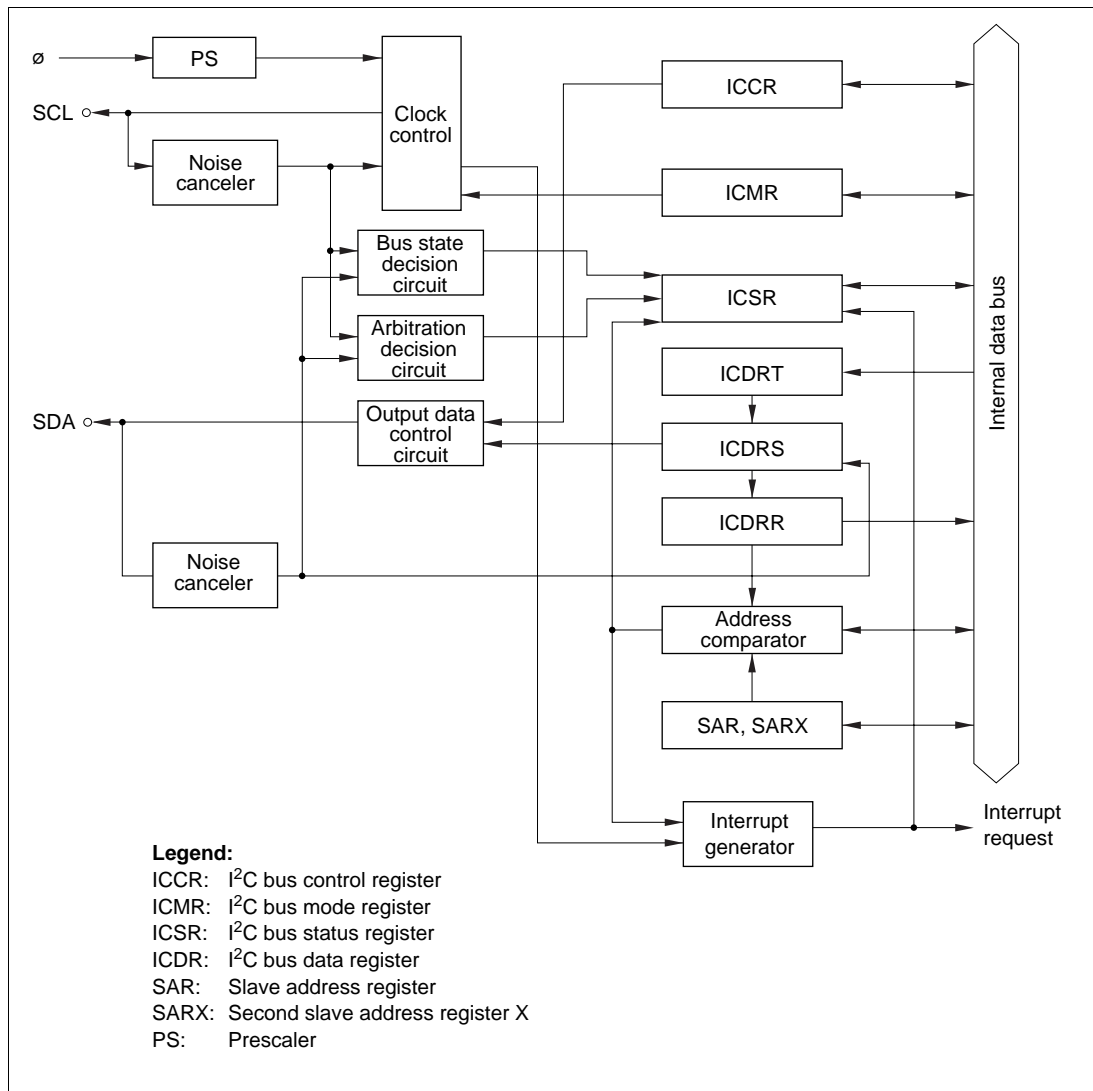 ø
PS
Clock
control
ICCR
SCL
Noise
canceler
ICMR
Bus state
decision
circuit
ICSR
Internal data bus
Arbitration
decision
circuit
ICDRT
SDA
Output data
control
circuit
ICDRS
ICDRR
Noise
canceler
Address
comparator
SAR, SARX
Interrupt
generator
Interrupt
request
Legend:
ICCR: I²C bus control register
ICMR: I²C bus mode register
ICSR: I²C bus status register
ICDR: I²C bus data register
SAR: Slave address register
SARX: Second slave address register X
PS: Prescaler